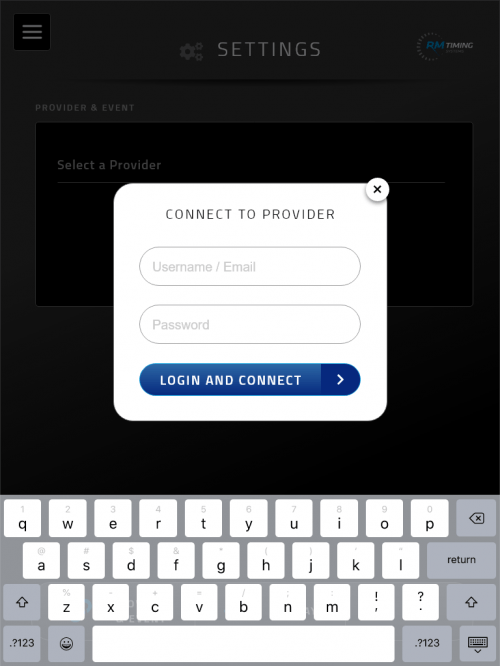 SETTINGS
RM TIMING
PROVIDER & EVENT
Select a Provider
×
CONNECT TO PROVIDER
Username / Email
Password
LOGIN AND CONNECT
1 2 3 4 5 6 7 8 9 0
q w e r t y u i o p
@ # $ & * ( ) ' "
a s d f g h j k l return
% - + = / ; :
z x c v b n m ! , ? .
.?123 .?123